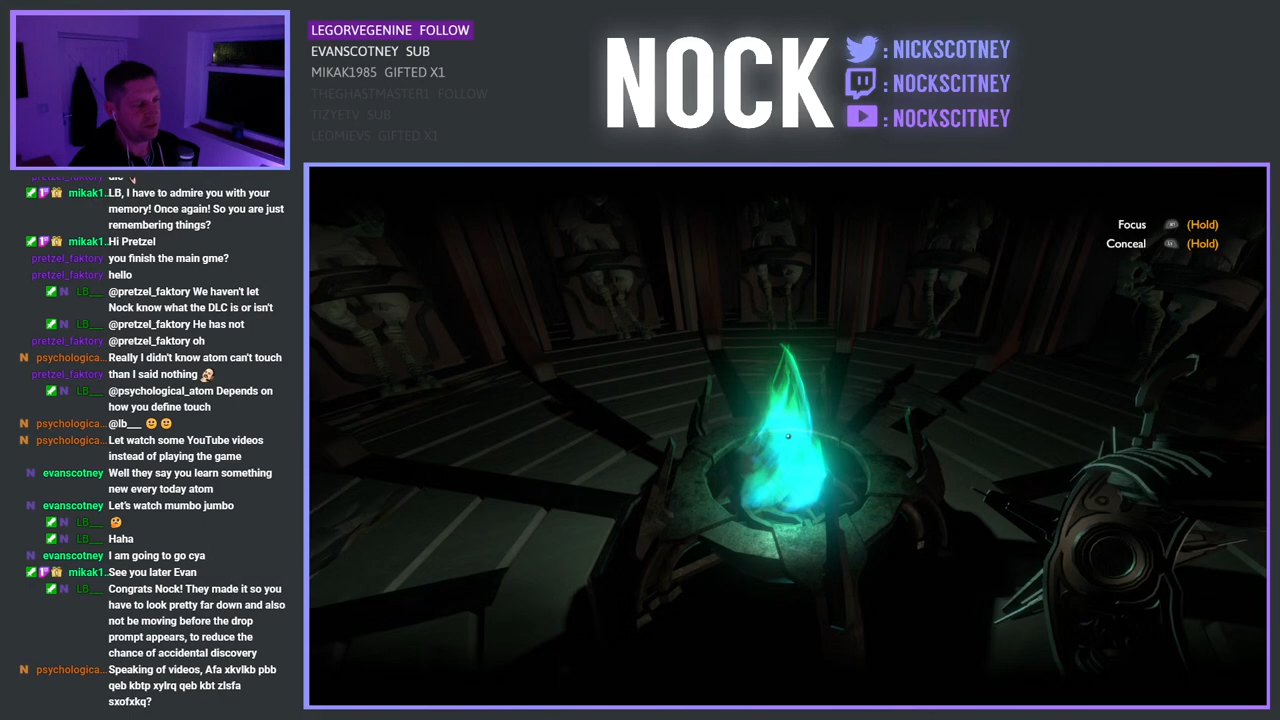 LEGORVEGENINE FOLLOW
EVANSCOTNEY SUB
MIKAK1985 GIFTED X1
THEGHASTMASTER1 FOLLOW
TIZYETV SUB
LEOMIEVS GIFTED X1
NOCK
: NICKSCOTNEY
: NOCKSCITNEY
: NOCKSCITNEY
pretzel_faktory dlc
mikak1.. LB, I have to admire you with your
memory! Once again! So you are just
remembering things?
mikak1.. Hi Pretzel
pretzel_faktory you finish the main gme?
pretzel_faktory hello
LB__ @pretzel_faktory We haven't let
Nock know what the DLC is or isn't
LB__ @pretzel_faktory He has not
pretzel_faktory @pretzel_faktory oh
N psychologica... Really I didn't know atom can't touch
pretzel_faktory than I said nothing
LB__ @psychological_atom Depends on
how you define touch
N psychologica... @lb__
N psychologica... Let watch some YouTube videos
instead of playing the game
N evanscotney Well they say you learn something
new every today atom
N evanscotney Let's watch mumbo jumbo
N LB__
N LB__ Haha
N evanscotney I am going to go cya
mikak1.. See you later Evan
N LB__ Congrats Nock! They made it so you
have to look pretty far down and also
not be moving before the drop
prompt appears, to reduce the
chance of accidental discovery
N psychologica... Speaking of videos, Afa xkvlkb pbb
qeb kbtp xylrq qeb kbt zlsfa
sxofxkq?
Focus (Hold)
Conceal (Hold)